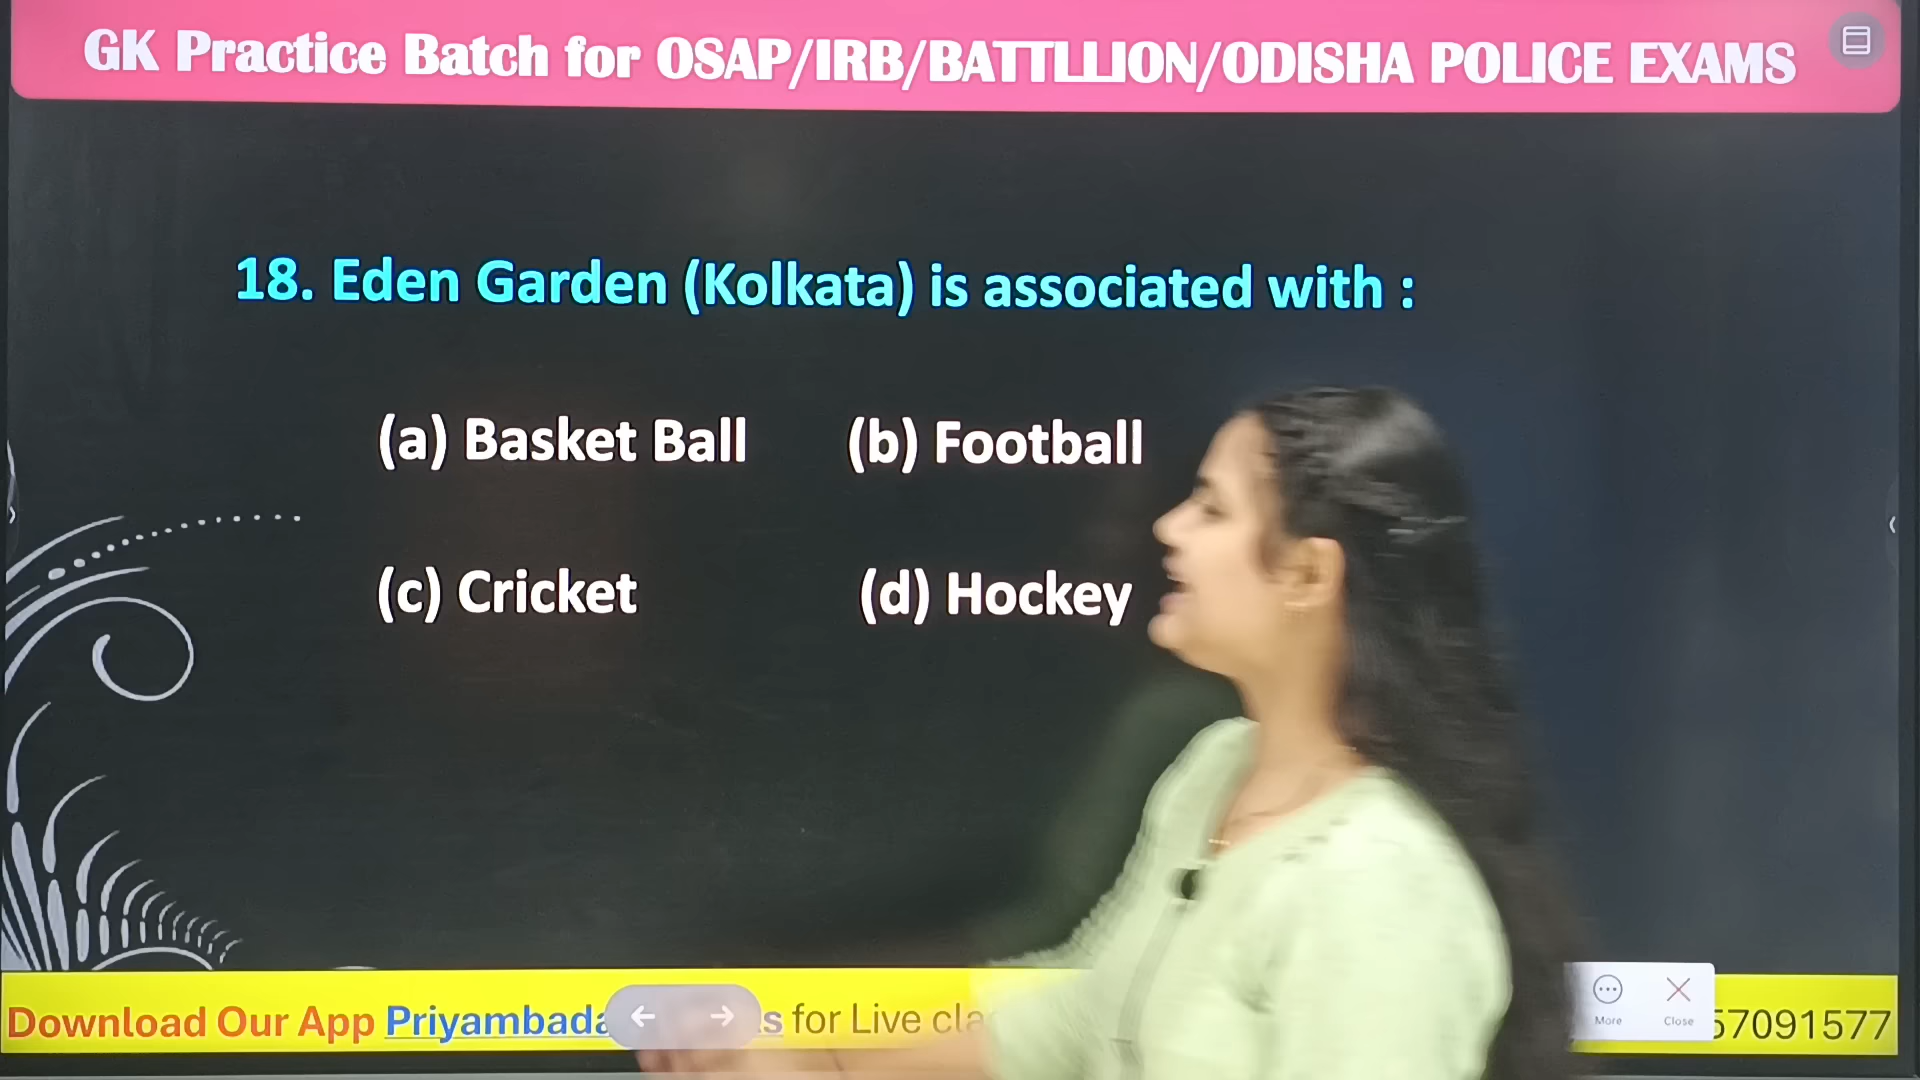 GK Practice Batch for OSAP/IRB/BATTLLION/ODISHA POLICE EXAMS
18. Eden Garden (Kolkata) is associated with :
(a) Basket Ball (b) Football
(c) Cricket (d) Hockey
Download Our App Priyambada for Live
57091577
More Close